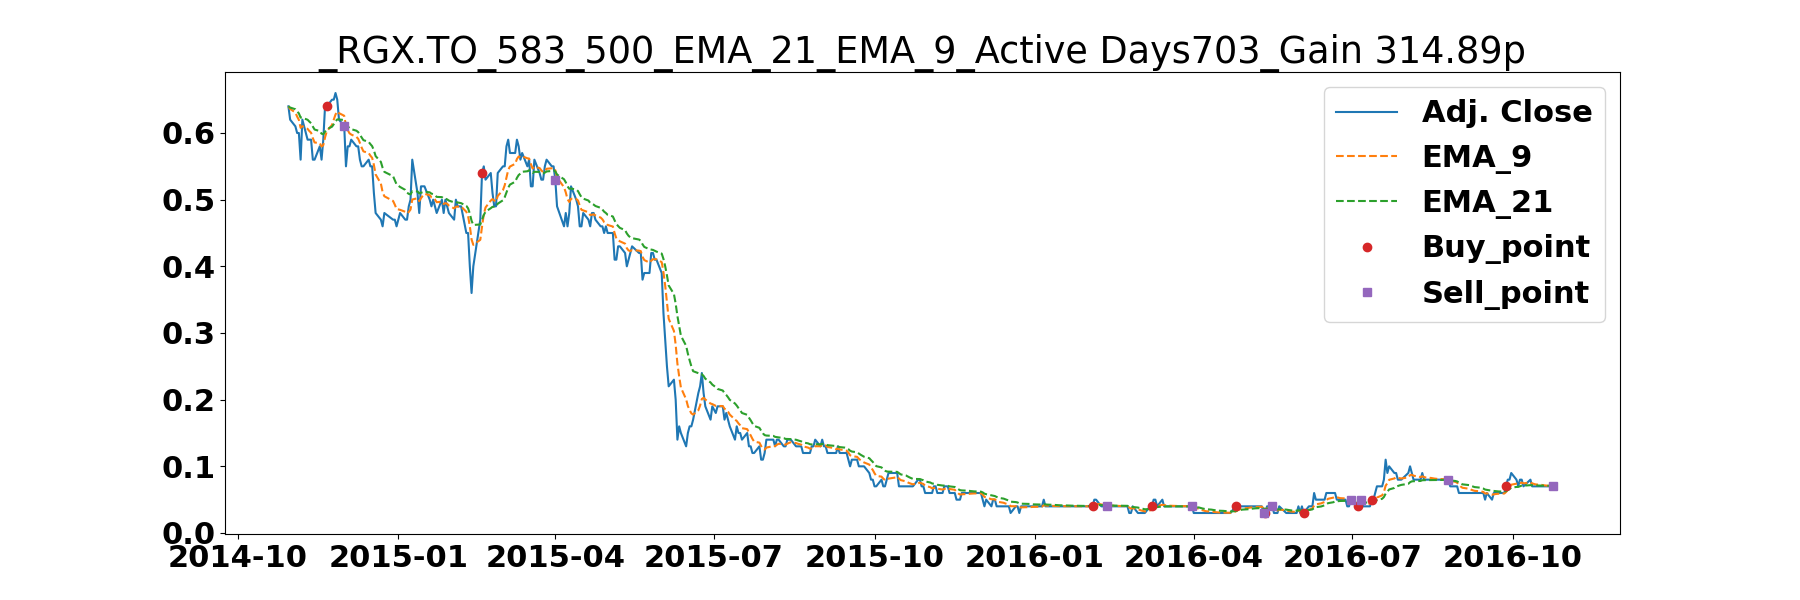 _RGX.TO_583_500_EMA_21_EMA_9_Active Days703_Gain 314.89p
Adj. Close
EMA_9
EMA_21
Buy_point
Sell_point
0.6
0.5
0.4
0.3
0.2
0.1
0.0
2014-10 2015-01 2015-04 2015-07 2015-10 2016-01 2016-04 2016-07 2016-10